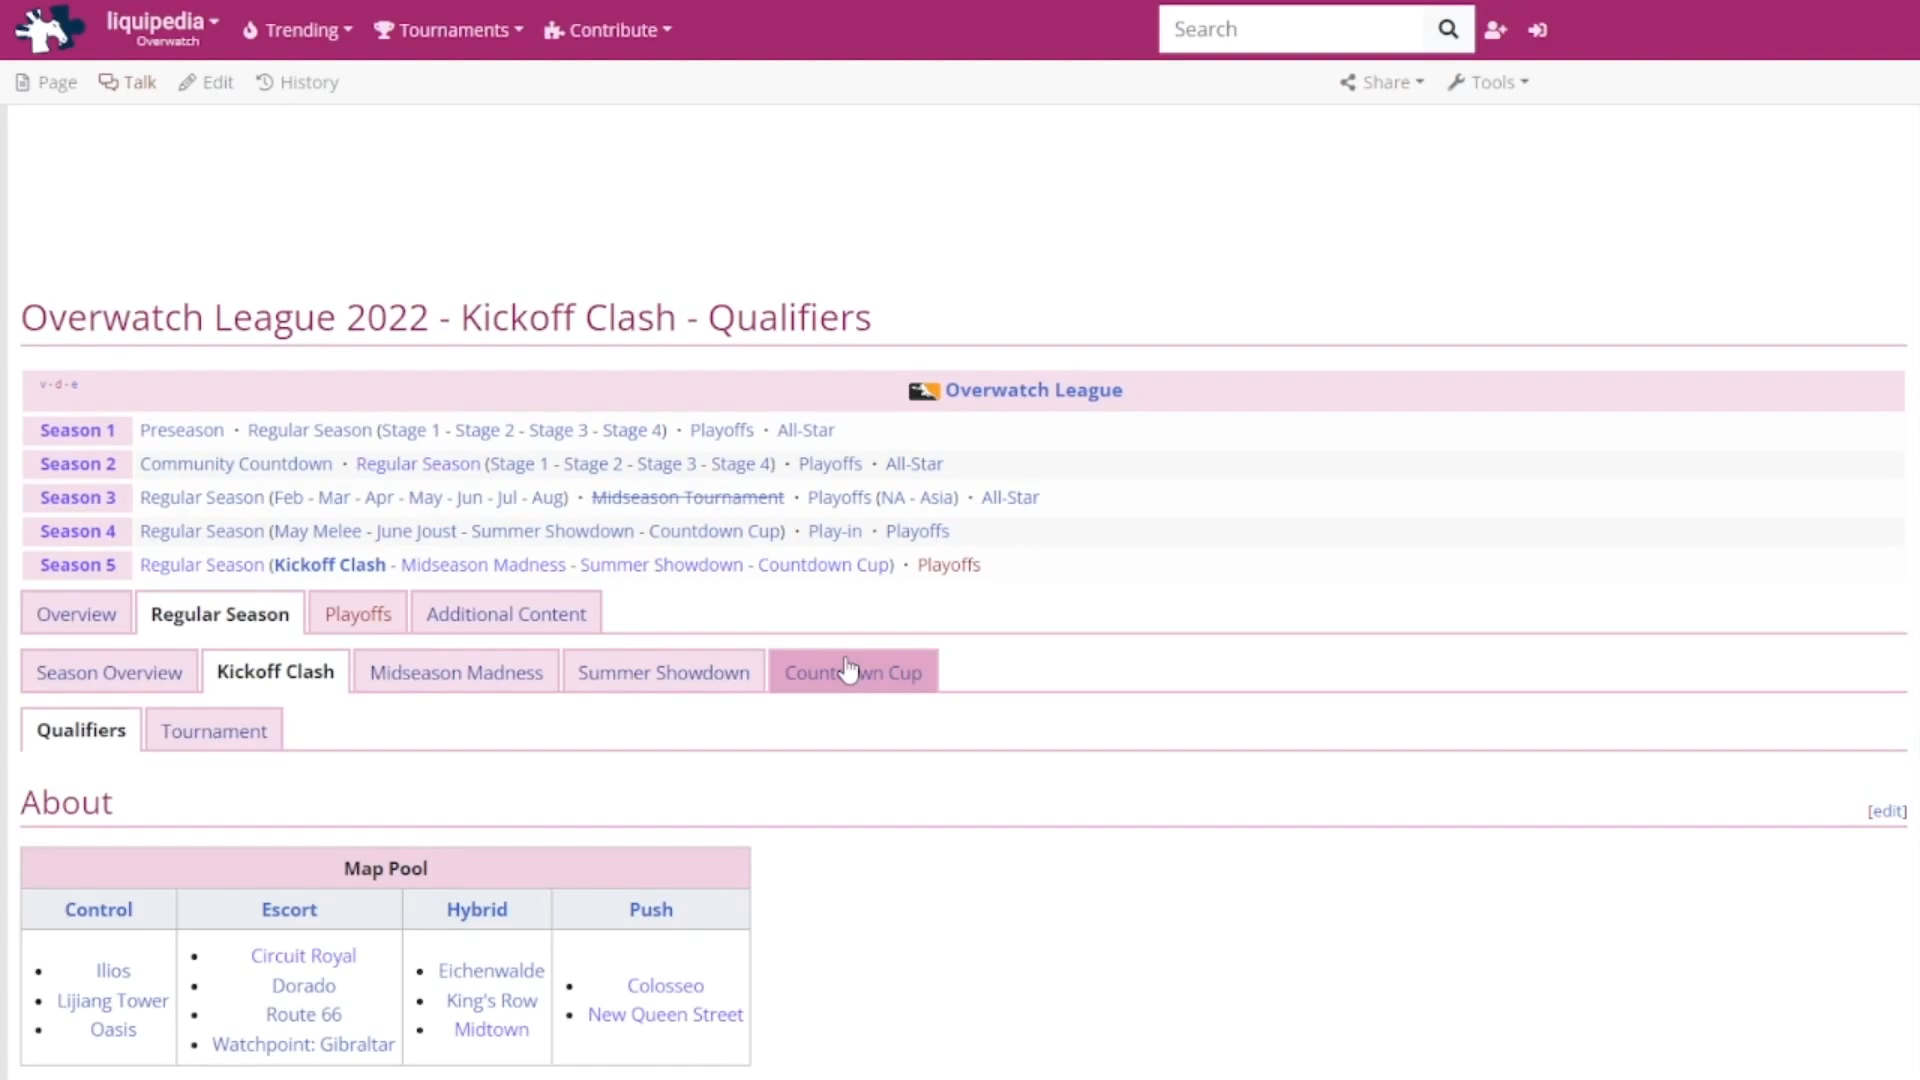 liquipedia
Overwatch
Trending
Tournaments
Contribute
Search
Page
Talk
Edit
History
Share
Tools
Overwatch League 2022 - Kickoff Clash - Qualifiers
v · d · e
Overwatch League
Season 1 Preseason · Regular Season (Stage 1 - Stage 2 - Stage 3 - Stage 4) · Playoffs · All-Star
Season 2 Community Countdown · Regular Season (Stage 1 - Stage 2 - Stage 3 - Stage 4) · Playoffs · All-Star
Season 3 Regular Season (Feb - Mar - Apr - May - Jun - Jul - Aug) · Midseason Tournament · Playoffs (NA - Asia) · All-Star
Season 4 Regular Season (May Melee - June Joust - Summer Showdown - Countdown Cup) · Play-in · Playoffs
Season 5 Regular Season (Kickoff Clash - Midseason Madness - Summer Showdown - Countdown Cup) · Playoffs
Overview Regular Season Playoffs Additional Content
Season Overview Kickoff Clash Midseason Madness Summer Showdown Countdown Cup
Qualifiers Tournament
About
[edit]
Map Pool
Control Escort Hybrid Push
Ilios
Lijiang Tower
Oasis
Circuit Royal
Dorado
Route 66
Watchpoint: Gibraltar
Eichenwalde
King's Row
Midtown
Colosseo
New Queen Street